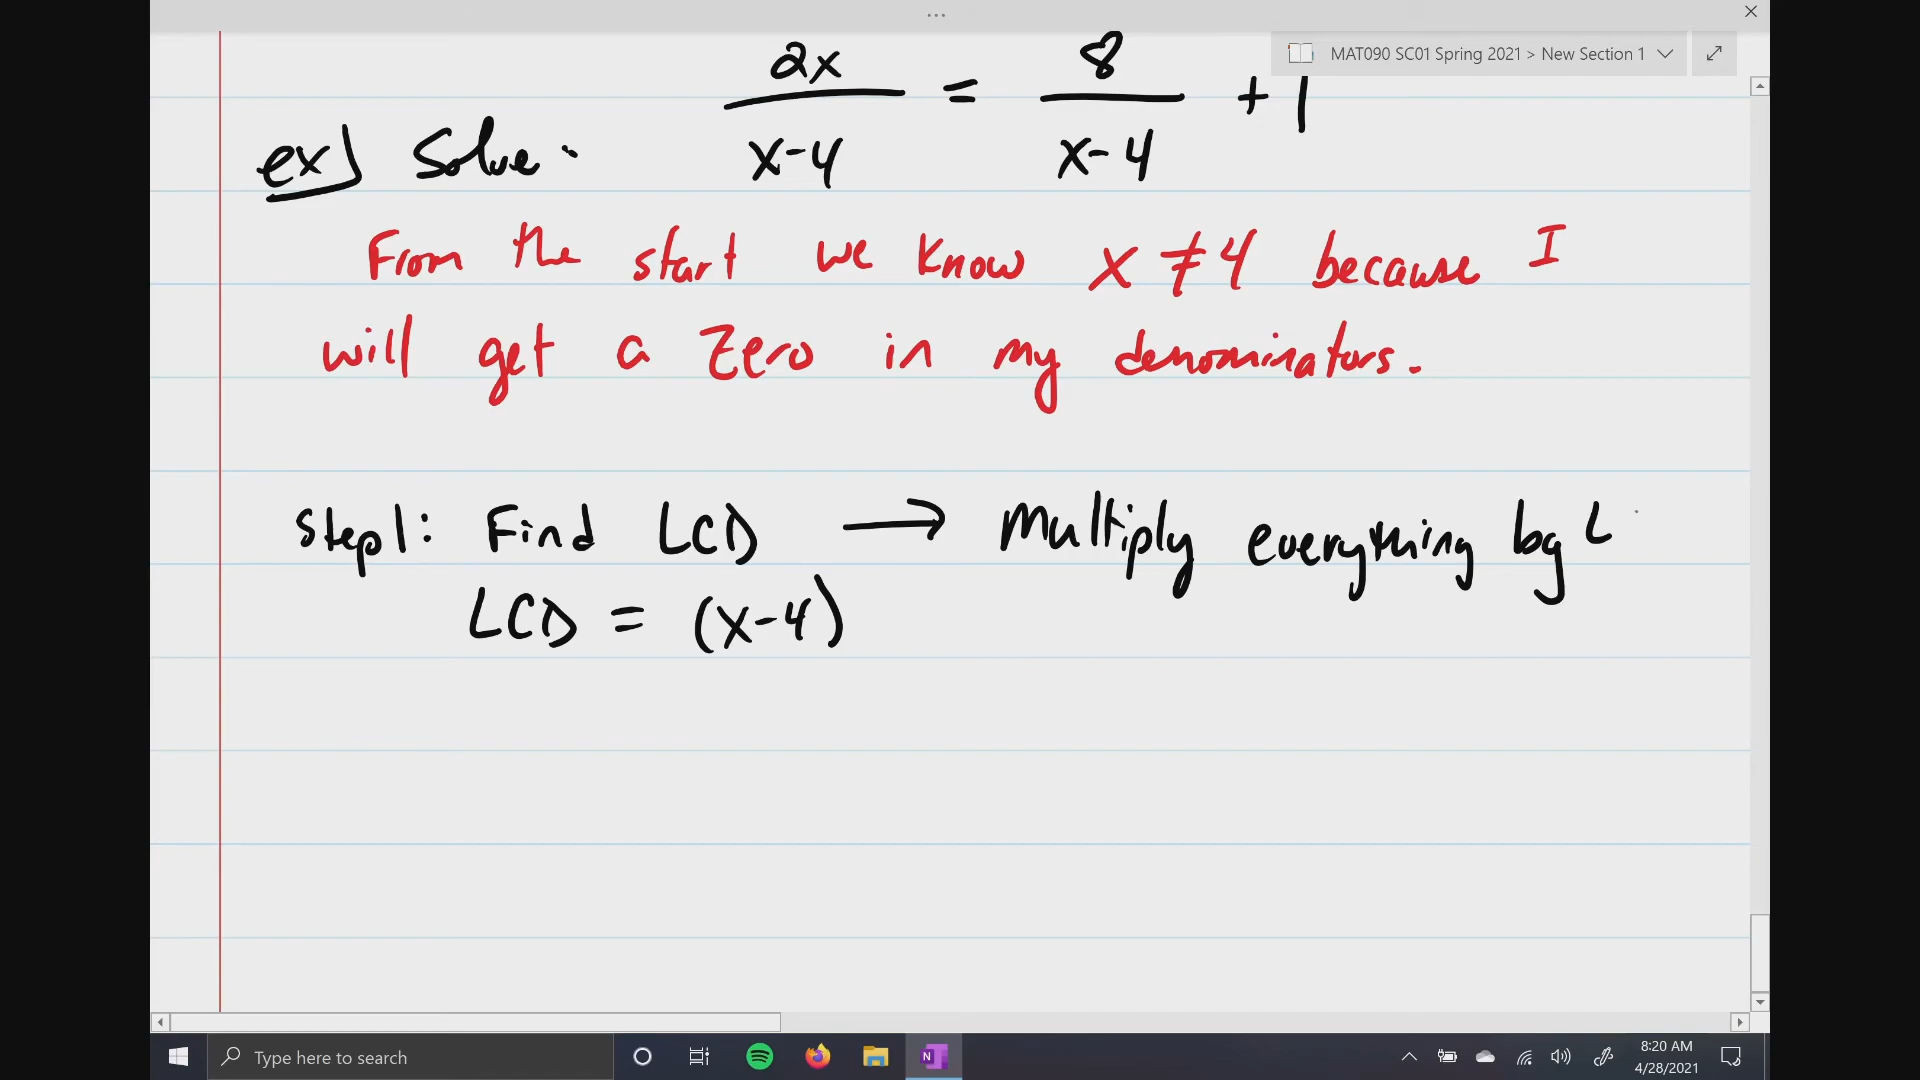 ...
MAT090 SC01 Spring 2021 > New Section 1
ex) Solve: 2x/(x-4) = 8/(x-4) + 1
From the start we know x ≠ 4 because I
will get a zero in my denominators.
Step1: Find LCD → Multiply everything by L
LCD = (x-4)
Type here to search
8:20 AM
4/28/2021